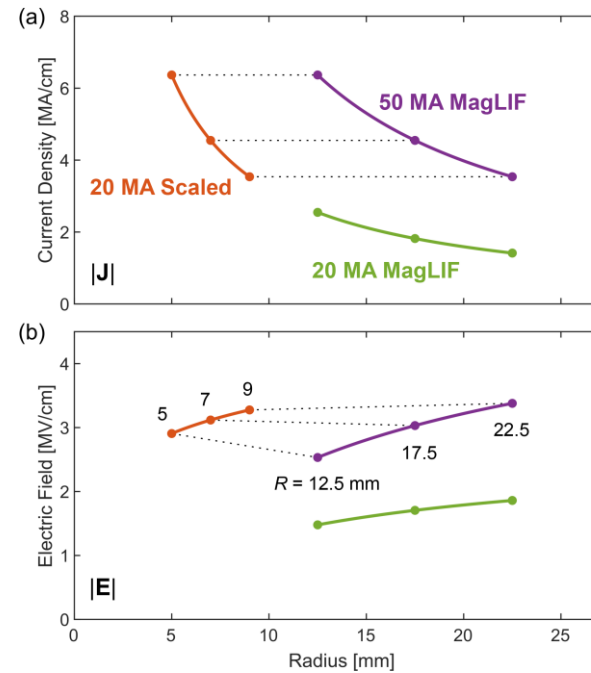 (a)
8
6
4
2
0
Current Density [MA/cm]
50 MA MagLIF
20 MA Scaled
20 MA MagLIF
|J|
(b)
4
3
2
1
0
Electric Field [MV/cm]
5
7
9
R = 12.5 mm
17.5
22.5
|E|
0
5
10
15
20
25
Radius [mm]